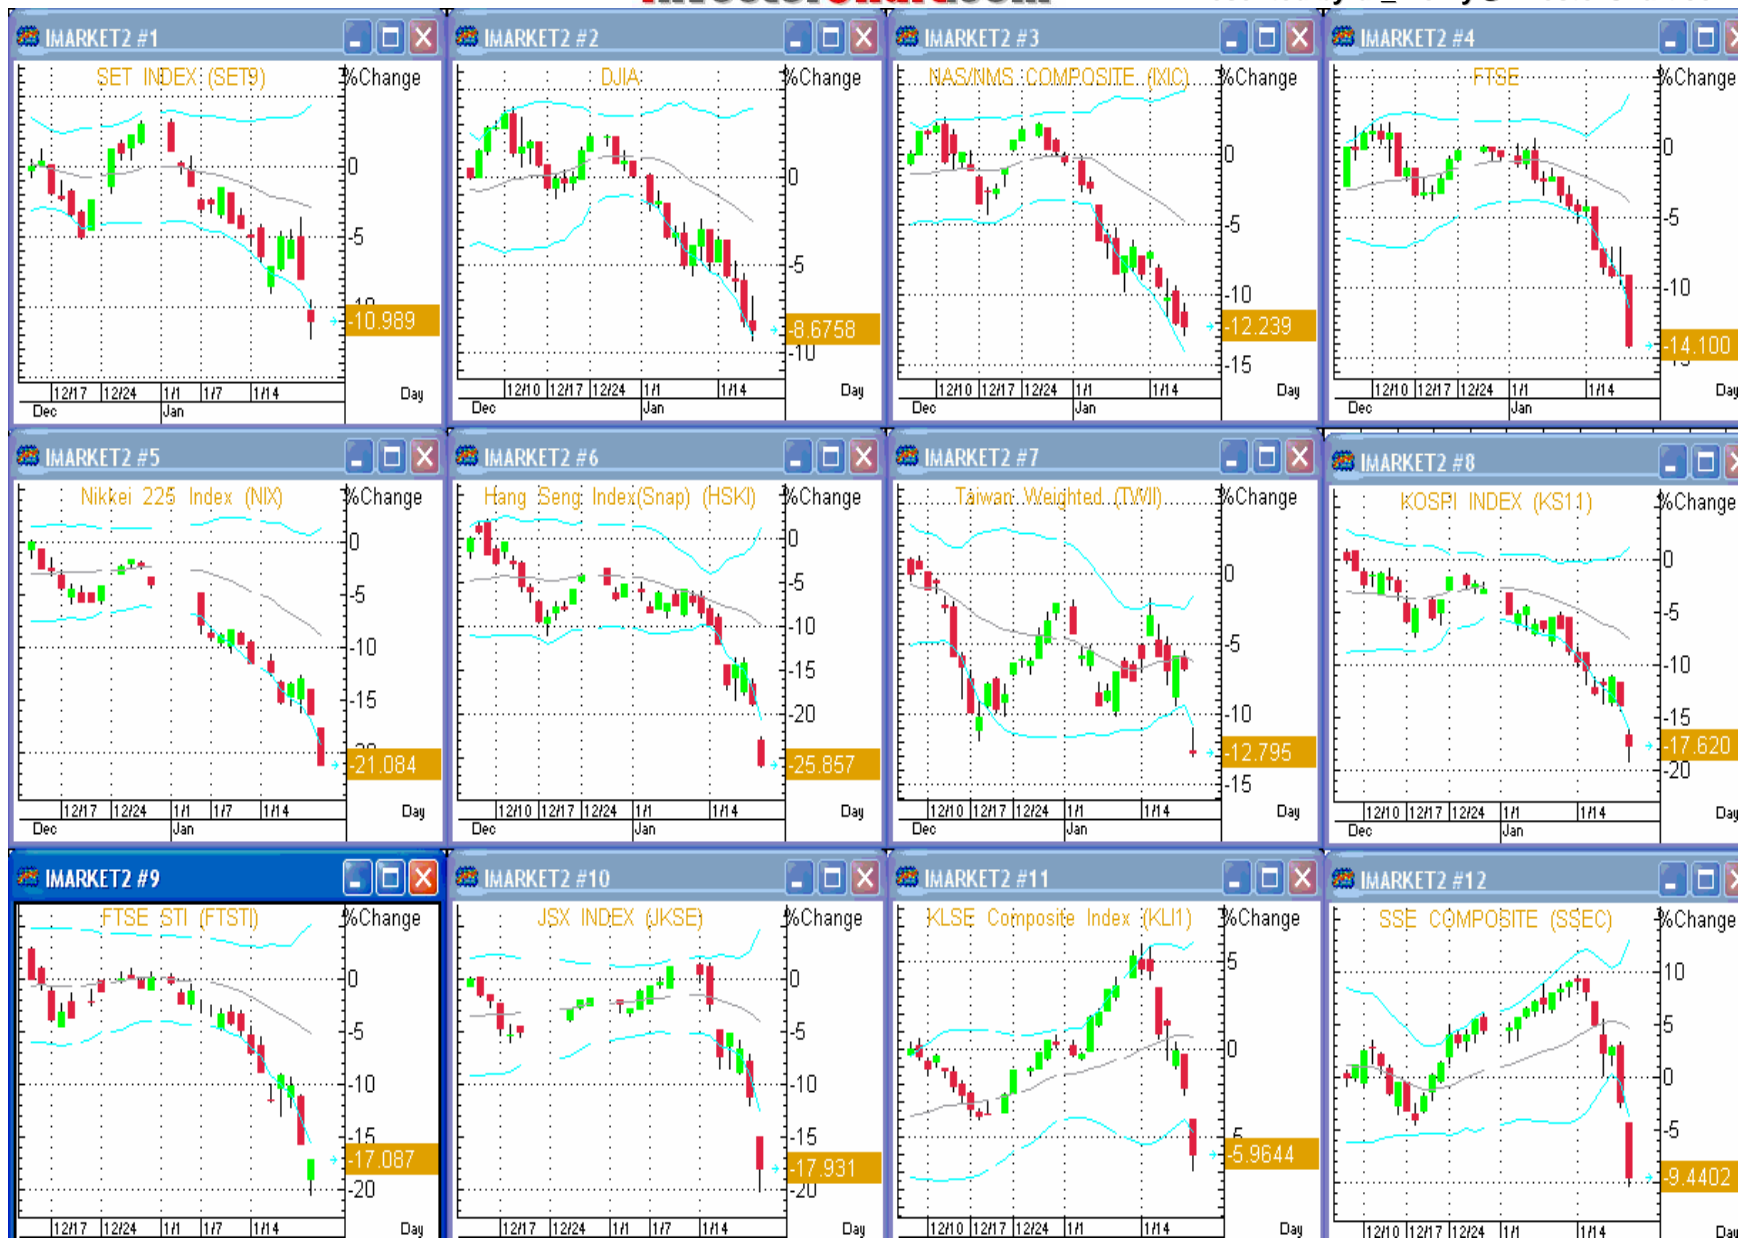 IMARKET2 #1
SET INDEX (SET9)
%Change
0
-5
-10.989
12/17 12/24 1/1 1/7 1/14 Day
Dec Jan
IMARKET2 #2
DJIA
%Change
0
-5
-8.6758
-10
12/10 12/17 12/24 1/1 1/14 Day
Dec Jan
IMARKET2 #3
NAS/NMS COMPOSITE (IXIC)
%Change
0
-5
-10
-12.239
-15
12/10 12/17 12/24 1/1 1/14 Day
Dec Jan
IMARKET2 #4
FTSE
%Change
0
-5
-10
-14.100
12/10 12/17 12/24 1/1 1/14
Dec Jan
IMARKET2 #5
Nikkei 225 Index (NIX)
%Change
0
-5
-10
-15
-21.084
12/17 12/24 1/1 1/7 1/14 Day
Dec Jan
IMARKET2 #6
Hang Seng Index(Snap) (HSKI)
%Change
0
-5
-10
-15
-20
-25.857
12/10 12/17 12/24 1/1 1/14 Day
Dec Jan
IMARKET2 #7
Taiwan Weighted (TWII)
%Change
0
-5
-10
-12.795
-15
12/10 12/17 12/24 1/1 1/14 Day
Dec Jan
IMARKET2 #8
KOSPI INDEX (KS11)
%Change
0
-5
-10
-15
-17.620
-20
12/10 12/17 12/24 1/1 1/14
Dec Jan
IMARKET2 #9
FTSE STI (FTSTI)
%Change
0
-5
-10
-15
-17.087
-20
12/17 12/24 1/1 1/7 1/14 Day
IMARKET2 #10
JSX INDEX (JKSE)
%Change
0
-5
-10
-15
-17.931
-20
12/17 12/24 1/1 1/7 1/14 Day
IMARKET2 #11
KLSE Composite Index (KLI1)
%Change
5
0
-5.9644
12/10 12/17 12/24 1/1 1/14 Day
IMARKET2 #12
SSE COMPOSITE (SSEC)
%Change
10
5
0
-5
-9.4402
12/10 12/17 12/24 1/1 1/14